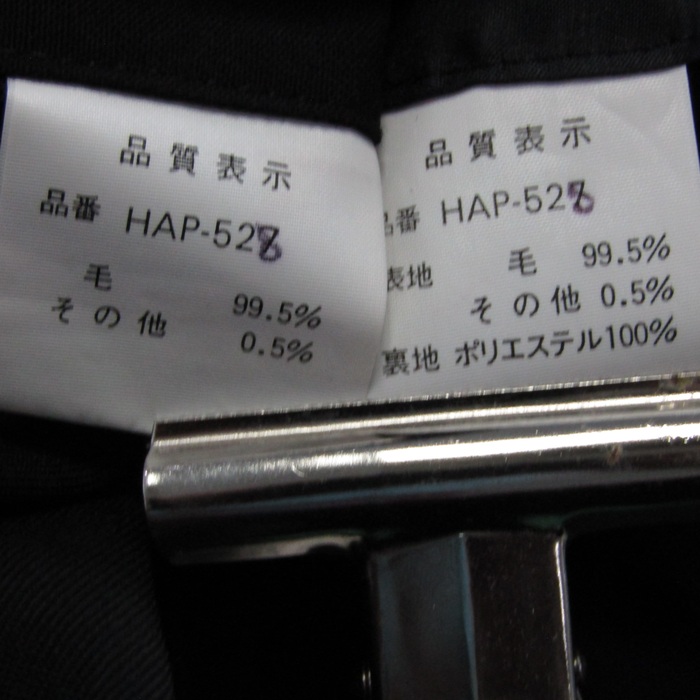 品質表示
品番 HAP-528
毛 99.5%
その他 0.5%
品質表示
品番 HAP-528
表地 毛 99.5%
その他 0.5%
裏地 ポリエステル100%